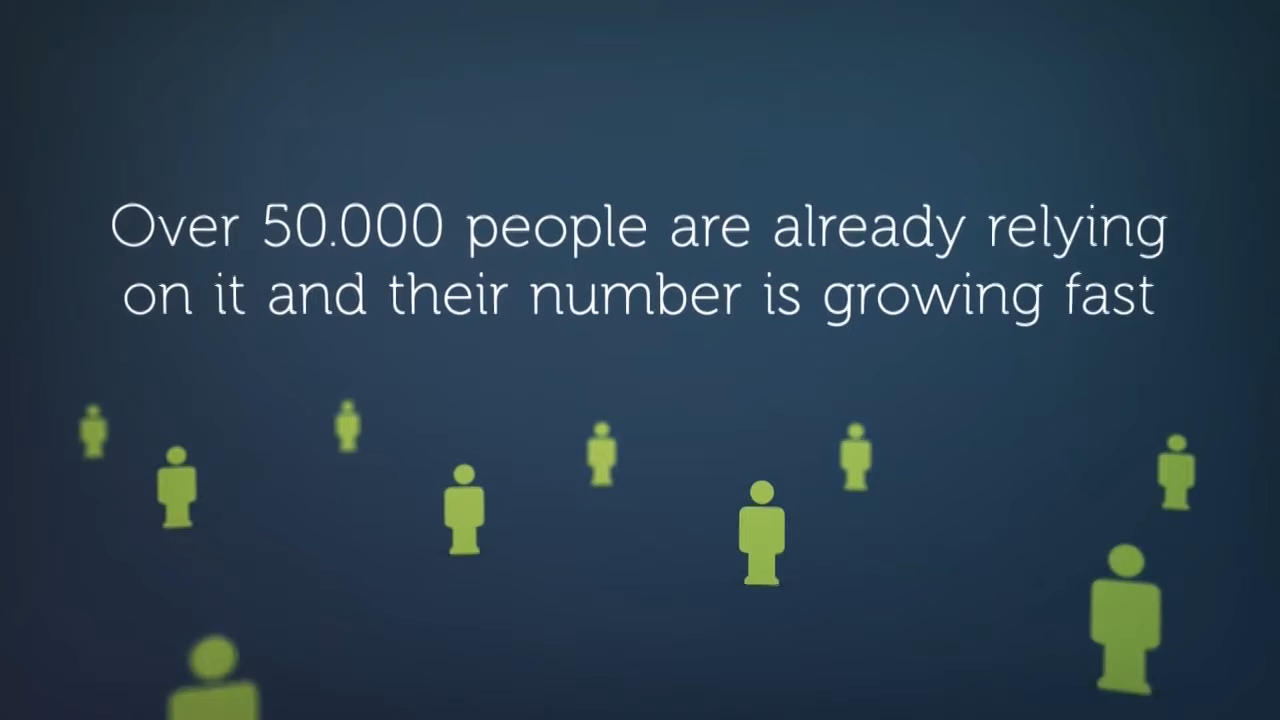 Over 50.000 people are already relying
on it and their number is growing fast